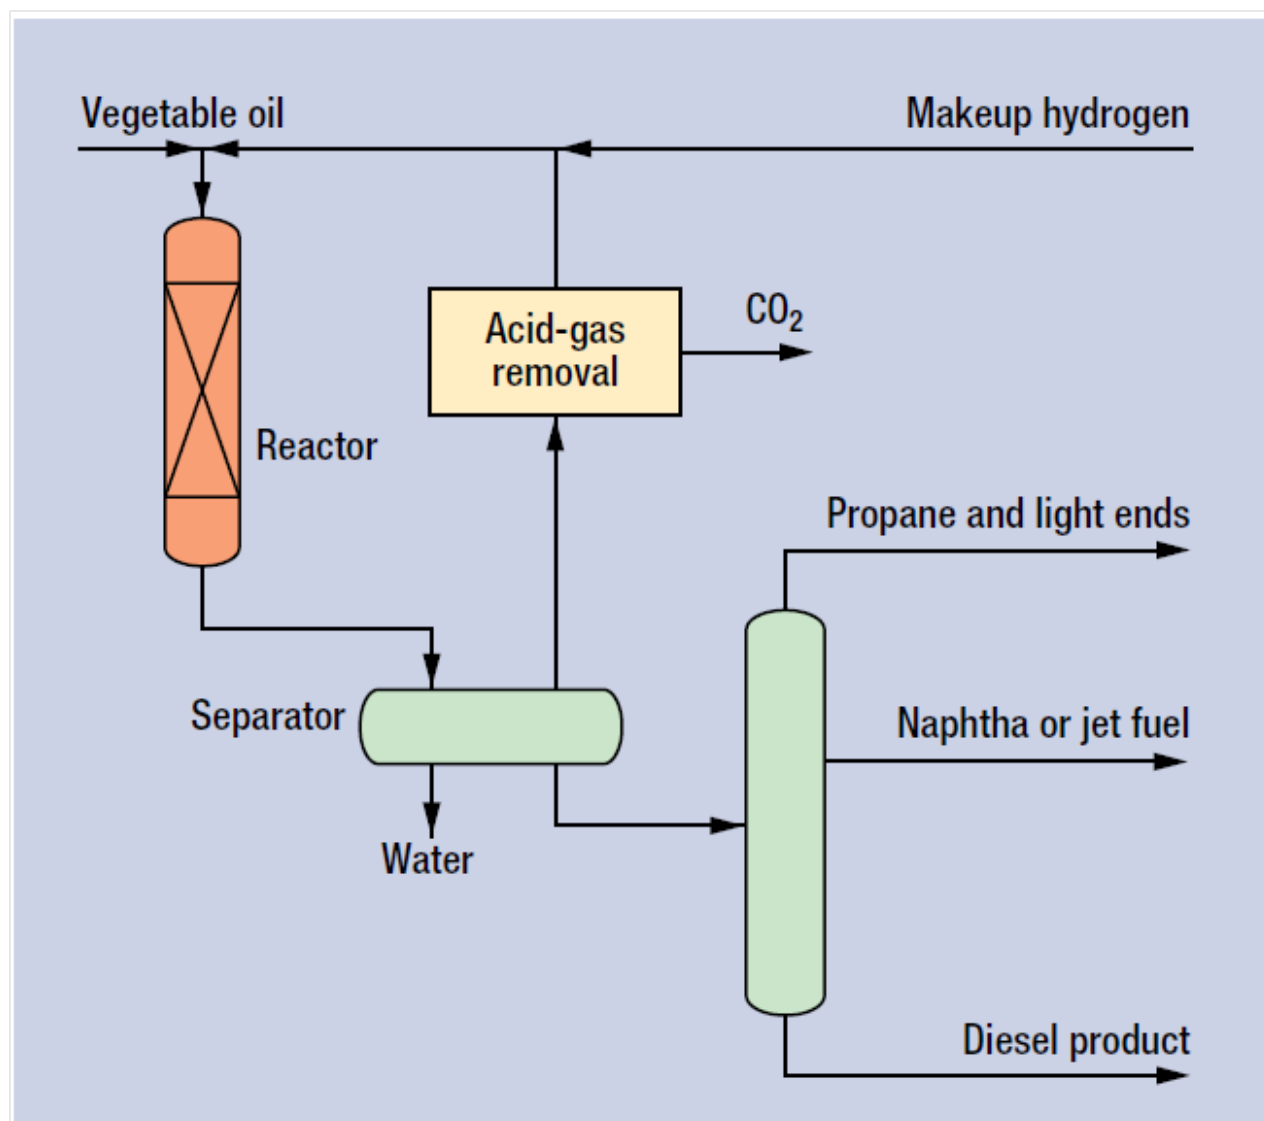 Vegetable oil
Makeup hydrogen
CO₂
Acid-gas
removal
Reactor
Propane and light ends
Separator
Naphtha or jet fuel
Water
Diesel product